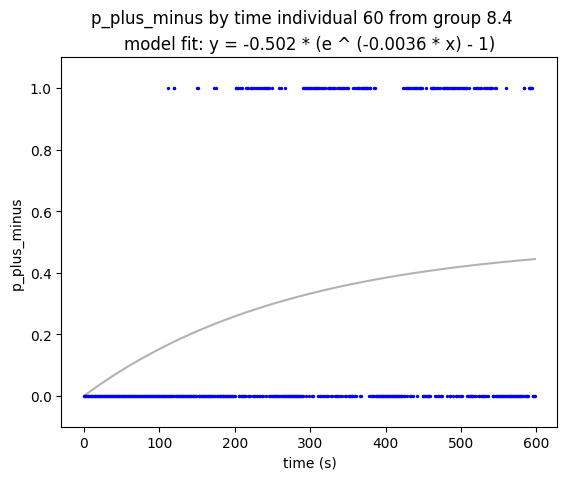 p_plus_minus by time individual 60 from group 8.4
model fit: y = -0.502 * (e ^ (-0.0036 * x) - 1)
1.0
0.8
0.6
0.4
0.2
0.0
p_plus_minus
0 100 200 300 400 500 600
time (s)